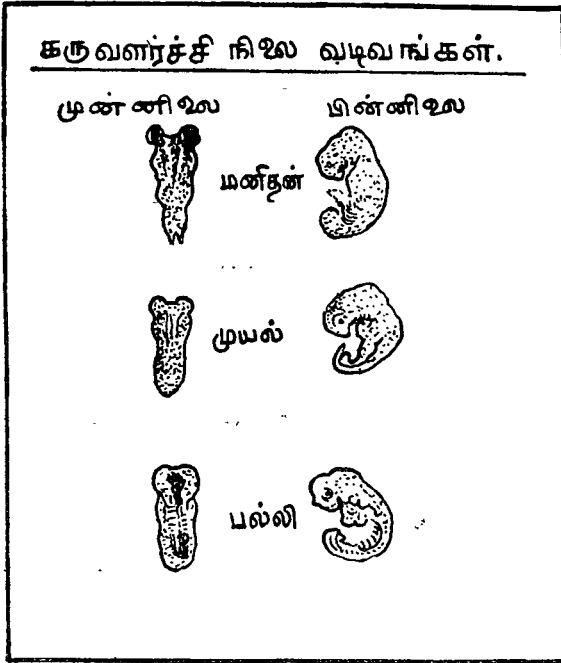 கருவளர்ச்சி நிலை வடிவங்கள்.
முன்னிலை பின்னிலை
மனிதன்
முயல்
பல்லி